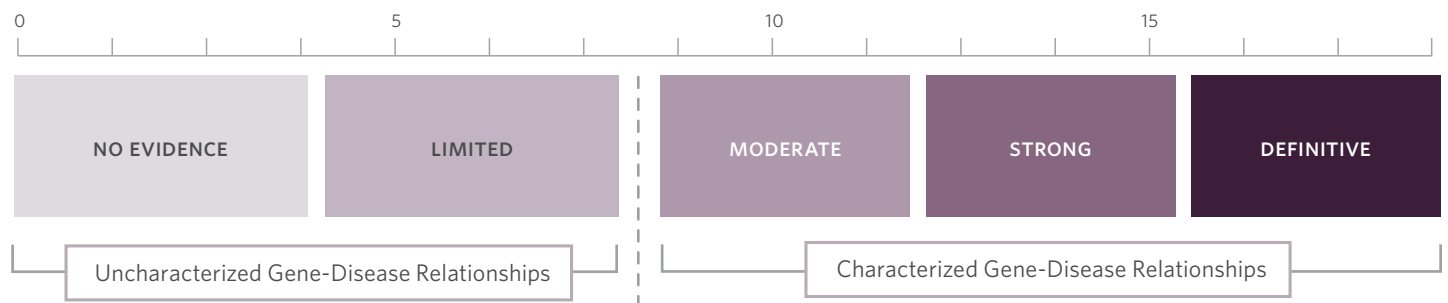 0 5 10 15
NO EVIDENCE LIMITED MODERATE STRONG DEFINITIVE
Uncharacterized Gene-Disease Relationships Characterized Gene-Disease Relationships